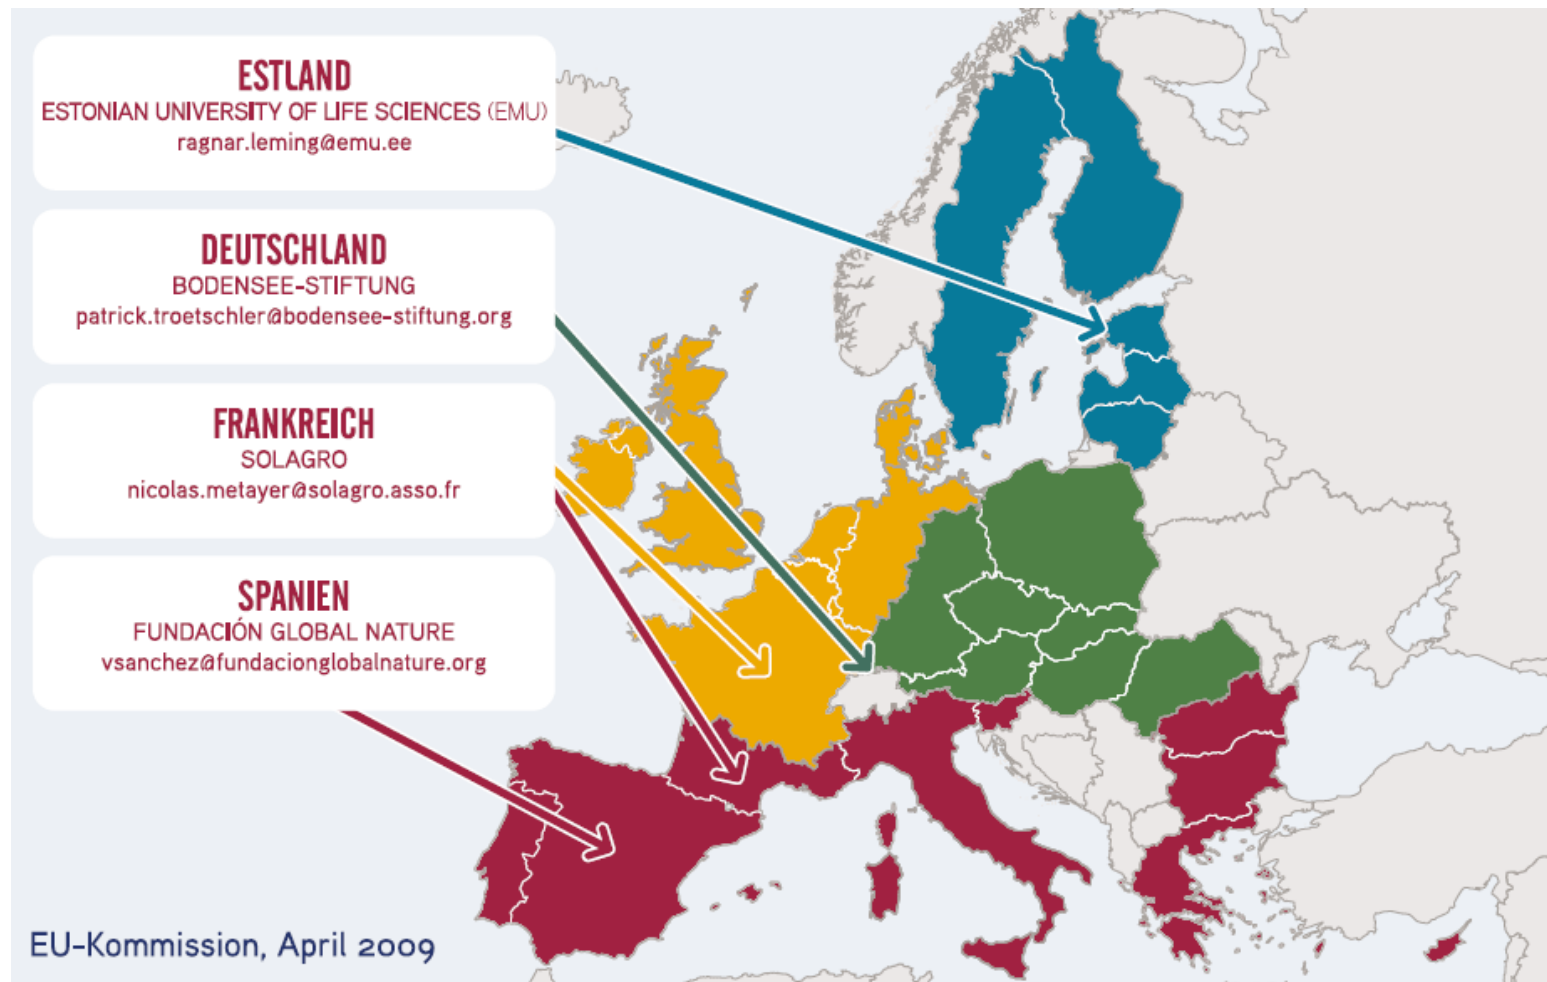 ESTLAND
ESTONIAN UNIVERSITY OF LIFE SCIENCES (EMU)
ragnar.leming@emu.ee
DEUTSCHLAND
BODENSEE-STIFTUNG
patrick.troetschler@bodensee-stiftung.org
FRANKREICH
SOLAGRO
nicolas.metayer@solagro.asso.fr
SPANIEN
FUNDACIÓN GLOBAL NATURE
vsanchez@fundacionglobalnature.org
EU-Kommission, April 2009